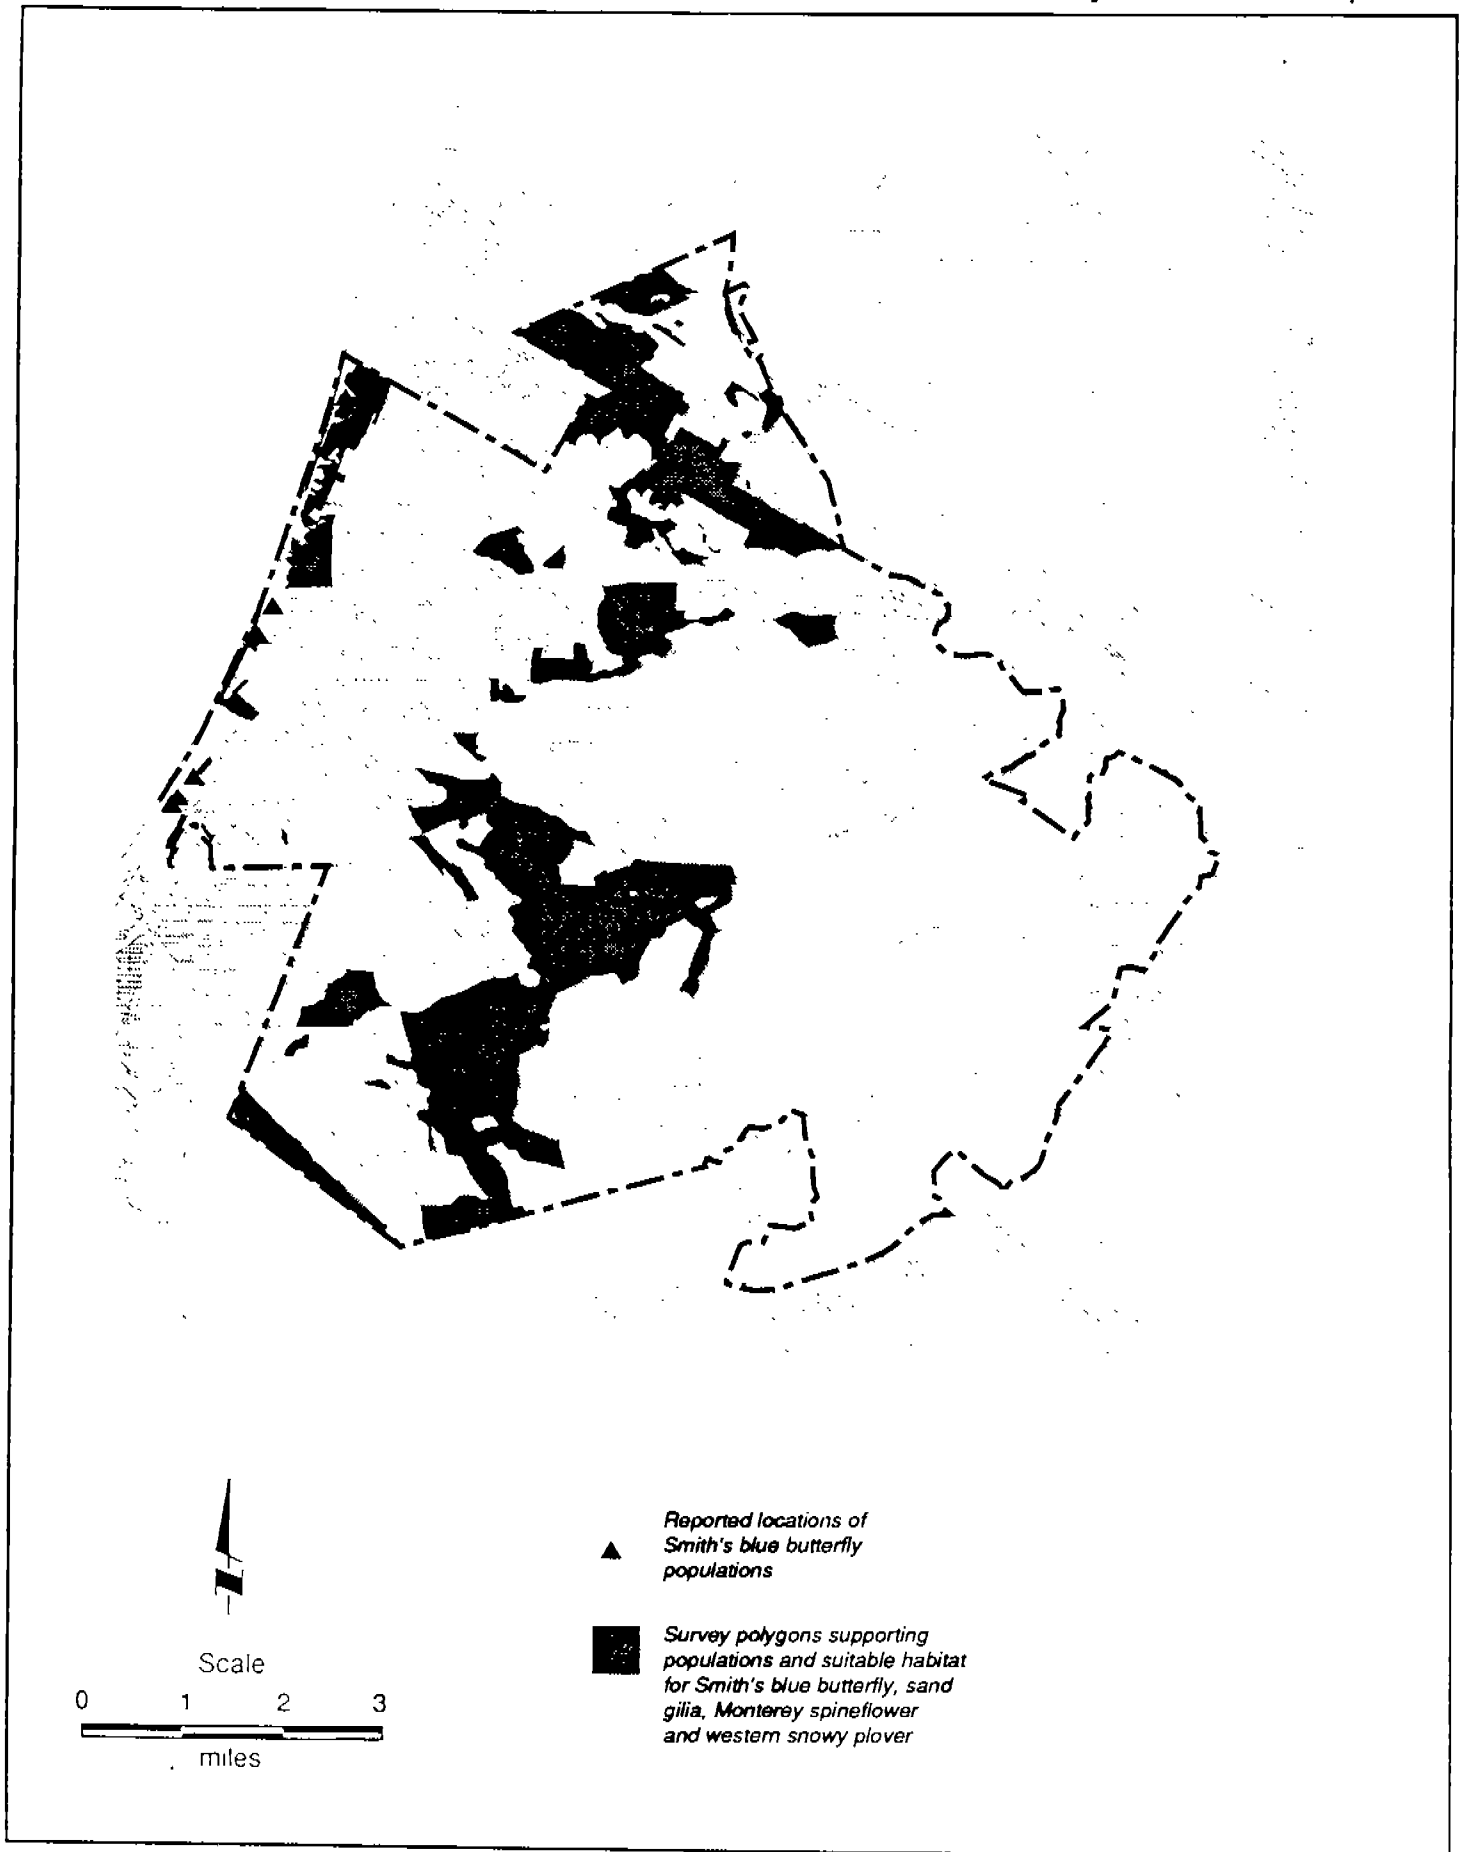 Reported locations of
Smith's blue butterfly
populations
Survey polygons supporting
populations and suitable habitat
for Smith's blue butterfly, sand
gilia, Monterey spineflower
and western snowy plover
Scale
0 1 2 3
miles